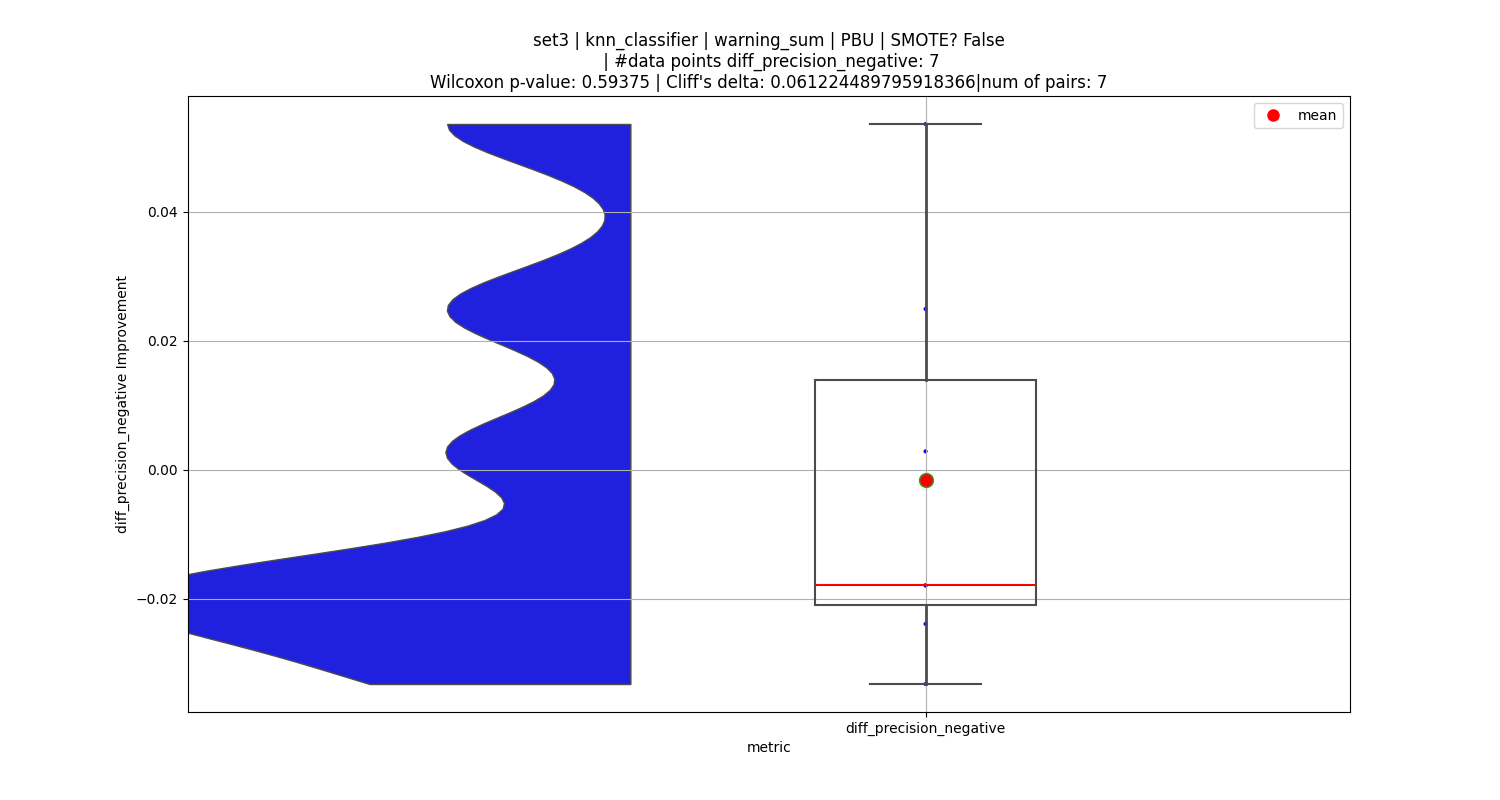 set3 | knn_classifier | warning_sum | PBU | SMOTE? False
| #data points diff_precision_negative: 7
Wilcoxon p-value: 0.59375 | Cliff's delta: 0.061224489795918366|num of pairs: 7
mean
0.04
0.02
0.00
−0.02
diff_precision_negative Improvement
diff_precision_negative
metric